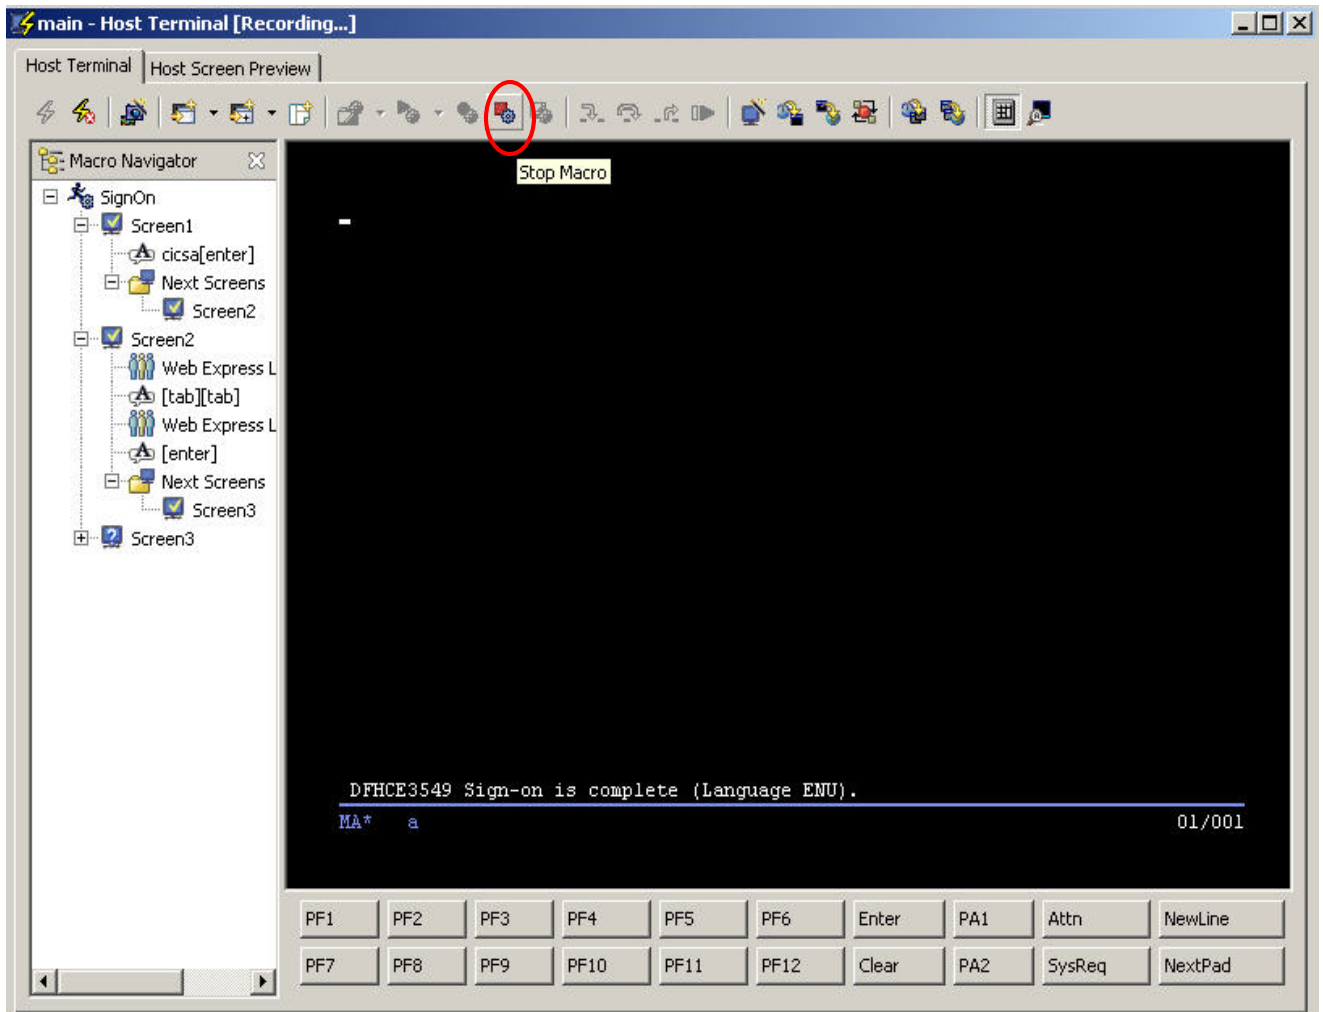 main - Host Terminal [Recording...]
Host Terminal
Host Screen Preview
Stop Macro
Macro Navigator
SignOn
Screen1
cicsa[enter]
Next Screens
Screen2
Screen2
Web Express L
[tab][tab]
Web Express L
[enter]
Next Screens
Screen3
Screen3
DFHCE3549 Sign-on is complete (Language ENU).
MA* a 01/001
PF1 PF2 PF3 PF4 PF5 PF6 Enter PA1 Attn NewLine
PF7 PF8 PF9 PF10 PF11 PF12 Clear PA2 SysReq NextPad